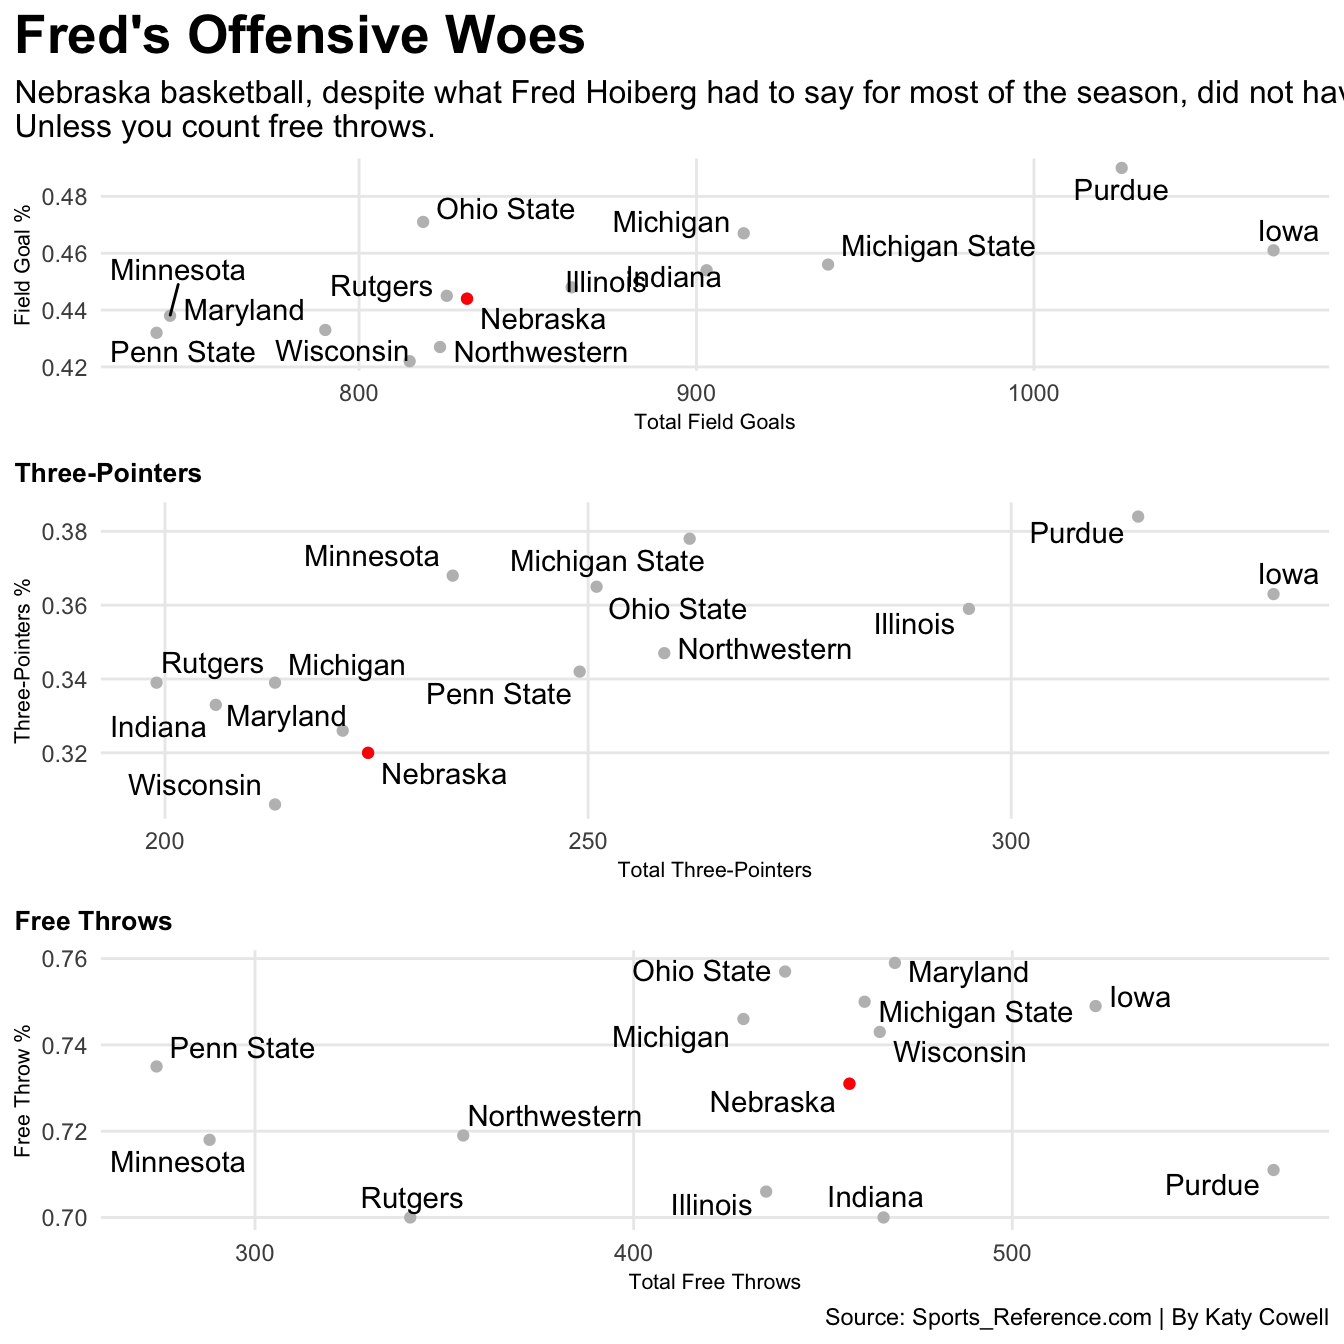 Fred's Offensive Woes
Nebraska basketball, despite what Fred Hoiberg had to say for most of the season, did not hav
Unless you count free throws.
0.48
0.46
0.44
0.42
Field Goal %
Purdue
Ohio State
Michigan
Iowa
Michigan State
Minnesota
Rutgers
Illinois
Indiana
Maryland
Nebraska
Penn State
Wisconsin
Northwestern
800 900 1000
Total Field Goals
Three-Pointers
0.38
0.36
0.34
0.32
Three-Pointers %
Purdue
Minnesota
Michigan State
Iowa
Ohio State
Illinois
Northwestern
Rutgers
Michigan
Penn State
Indiana
Maryland
Nebraska
Wisconsin
200 250 300
Total Three-Pointers
Free Throws
0.76
0.74
0.72
0.70
Free Throw %
Ohio State
Maryland
Iowa
Michigan State
Michigan
Penn State
Wisconsin
Nebraska
Northwestern
Minnesota
Purdue
Rutgers
Illinois
Indiana
300 400 500
Total Free Throws
Source: Sports_Reference.com | By Katy Cowell